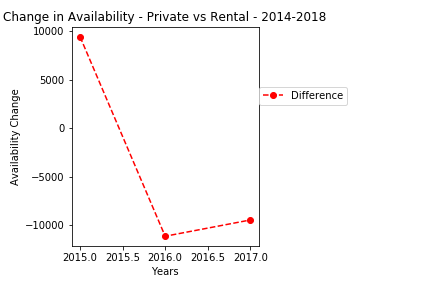 Change in Availability - Private vs Rental - 2014-2018
10000
5000
0
−5000
−10000
Availability Change
Difference
2015.0 2015.5 2016.0 2016.5 2017.0
Years